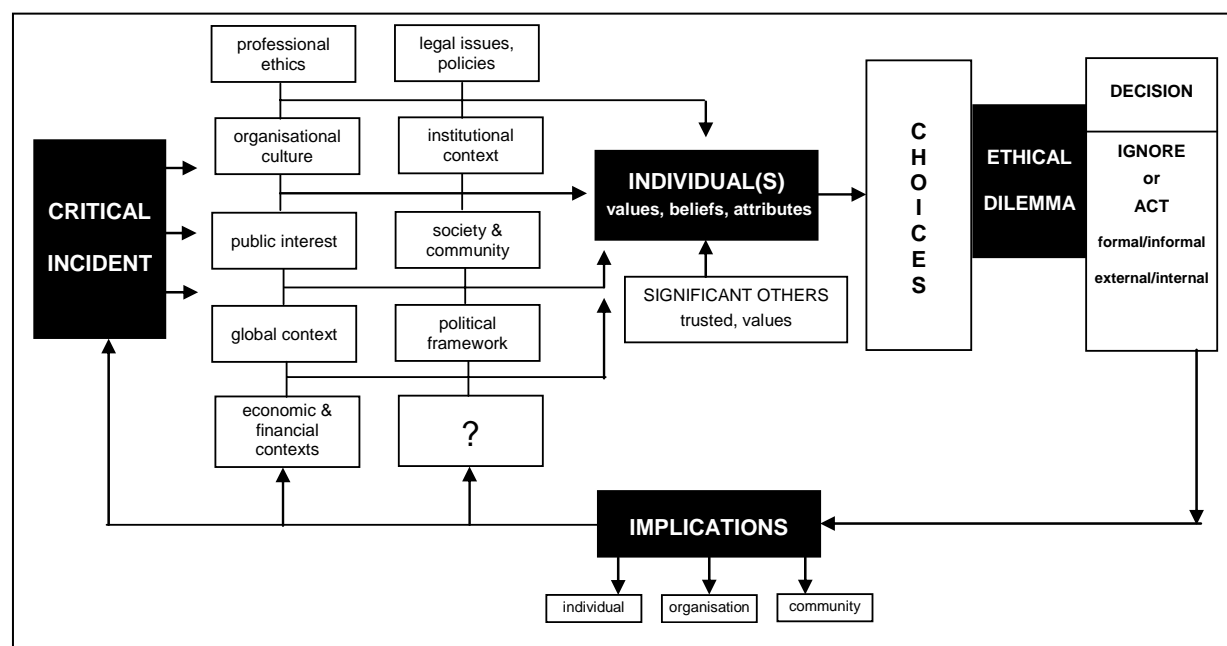 CRITICAL
INCIDENT
professional
ethics
legal issues,
policies
organisational
culture
institutional
context
public interest
society &
community
global context
political
framework
economic &
financial
contexts
?
INDIVIDUAL(S)
values, beliefs, attributes
SIGNIFICANT OTHERS
trusted, values
C
H
O
I
C
E
S
ETHICAL
DILEMMA
DECISION
IGNORE
or
ACT
formal/informal
external/internal
IMPLICATIONS
individual
organisation
community